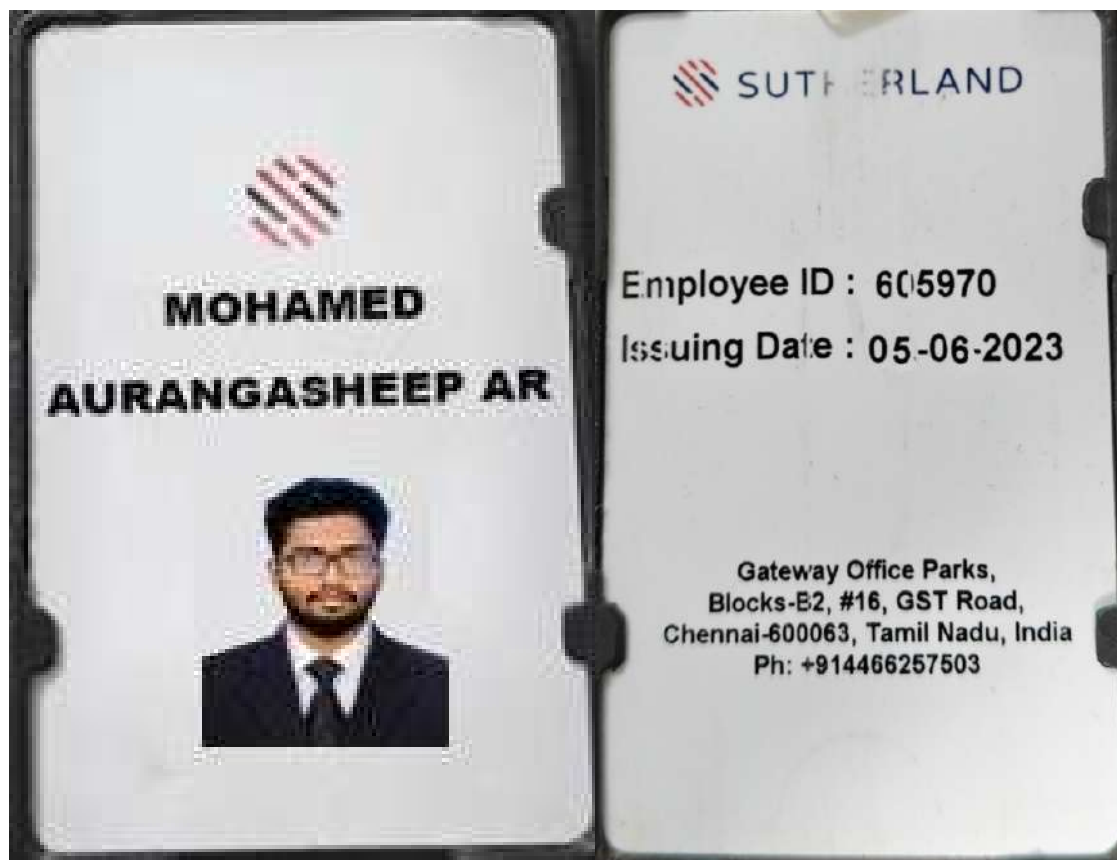 MOHAMED
AURANGASHEEP AR
SUTHERLAND
Employee ID : 605970
Issuing Date : 05-06-2023
Gateway Office Parks,
Blocks-B2, #16, GST Road,
Chennai-600063, Tamil Nadu, India
Ph: +914466257503